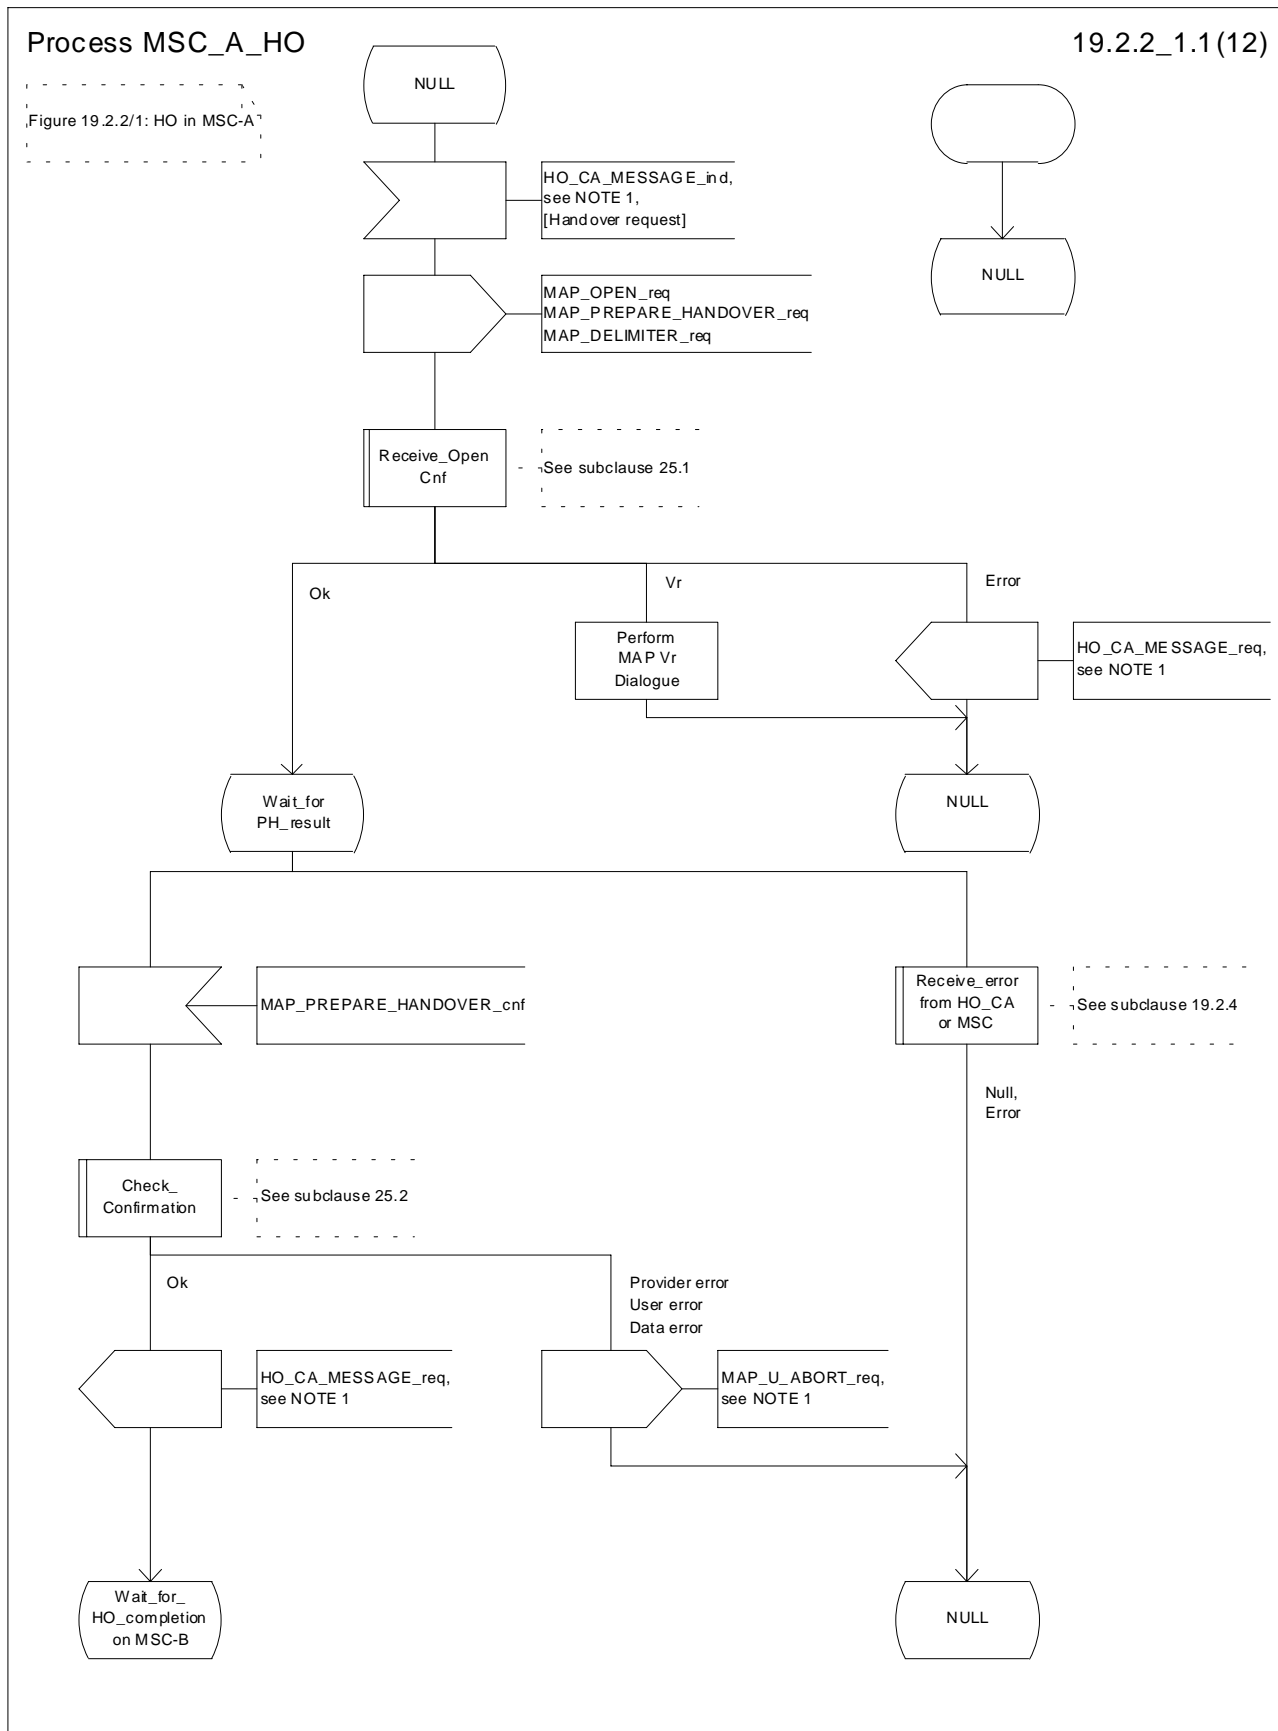 Process MSC_A_HO
19.2.2_1.1(12)
Figure 19.2.2/1: HO in MSC-A
NULL
HO_CA_MESSAGE_ind,
see NOTE 1,
[Handover request]
NULL
MAP_OPEN_req
MAP_PREPARE_HANDOVER_req
MAP_DELIMITER_req
Receive_Open
Cnf
See subclause 25.1
Ok
Vr
Error
Perform
MAP Vr
Dialogue
HO_CA_MESSAGE_req,
see NOTE 1
Wait_for
PH_result
NULL
MAP_PREPARE_HANDOVER_cnf
Receive_error
from HO_CA
or MSC
See subclause 19.2.4
Null,
Error
Check_
Confirmation
See subclause 25.2
Ok
Provider error
User error
Data error
HO_CA_MESSAGE_req,
see NOTE 1
MAP_U_ABORT_req,
see NOTE 1
Wait_for_
HO_completion
on MSC-B
NULL